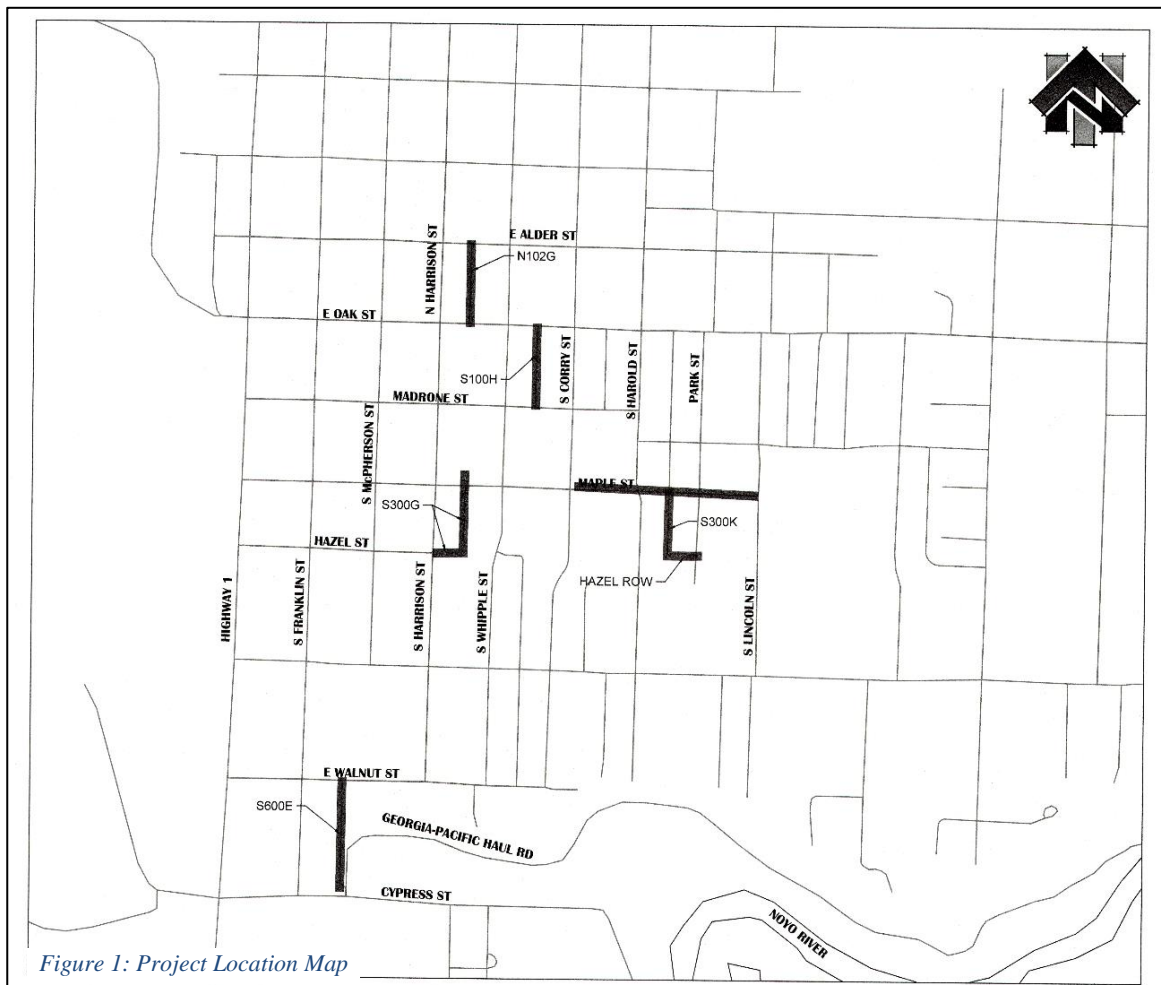 E ALDER ST
N102G
N HARRISON ST
E OAK ST
S100H
S CORRY ST
S HAROLD ST
PARK ST
MADRONE ST
S McPHERSON ST
MAPLE ST
S300G
S300K
HAZEL ST
HAZEL ROW
HIGHWAY 1
S FRANKLIN ST
S HARRISON ST
S WHIPPLE ST
S LINCOLN ST
E WALNUT ST
S600E
GEORGIA-PACIFIC HAUL RD
CYPRESS ST
NOYO RIVER
Figure 1: Project Location Map